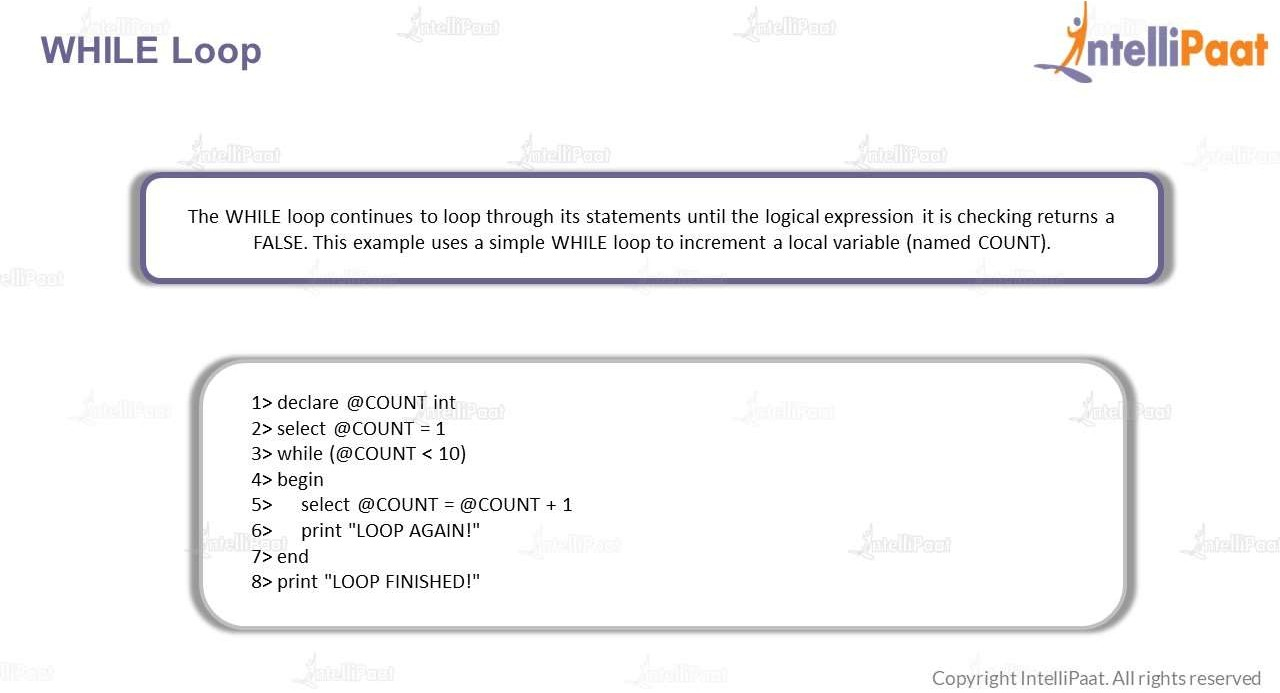 WHILE Loop
IntelliPaat
The WHILE loop continues to loop through its statements until the logical expression it is checking returns a
FALSE. This example uses a simple WHILE loop to increment a local variable (named COUNT).
1> declare @COUNT int
2> select @COUNT = 1
3> while (@COUNT < 10)
4> begin
5> select @COUNT = @COUNT + 1
6> print "LOOP AGAIN!"
7> end
8> print "LOOP FINISHED!"
Copyright IntelliPaat. All rights reserved